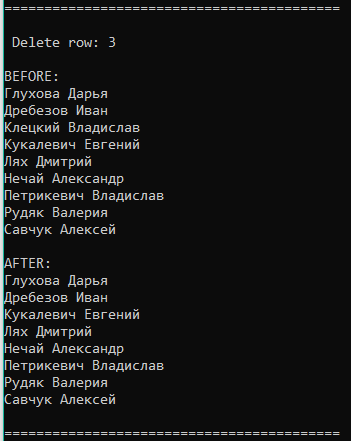 ==========================================
Delete row: 3
BEFORE:
Глухова Дарья
Дребезов Иван
Клецкий Владислав
Кукалевич Евгений
Лях Дмитрий
Нечай Александр
Петрикевич Владислав
Рудяк Валерия
Савчук Алексей
AFTER:
Глухова Дарья
Дребезов Иван
Кукалевич Евгений
Лях Дмитрий
Нечай Александр
Петрикевич Владислав
Рудяк Валерия
Савчук Алексей
==========================================